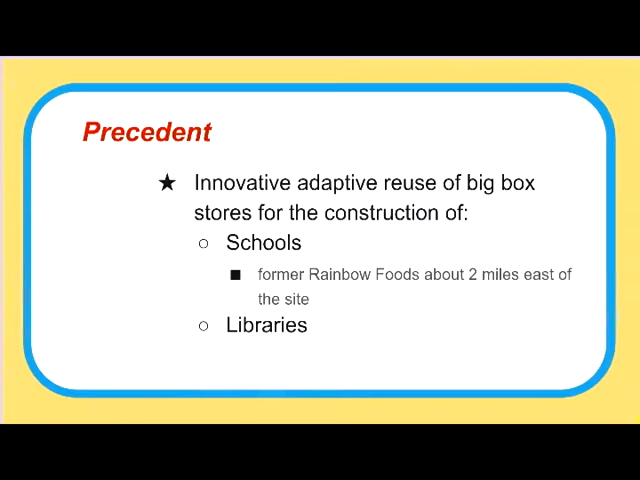 Precedent
★ Innovative adaptive reuse of big box
stores for the construction of:
○ Schools
■ former Rainbow Foods about 2 miles east of
the site
○ Libraries